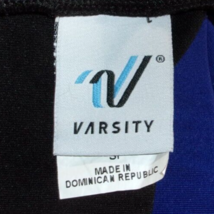 ®
VARSITY
MADE IN
DOMINICAN REPUBLIC